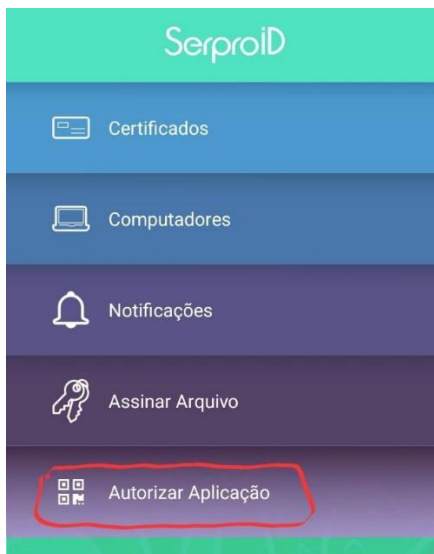 SerproID
Certificados
Computadores
Notificações
Assinar Arquivo
Autorizar Aplicação